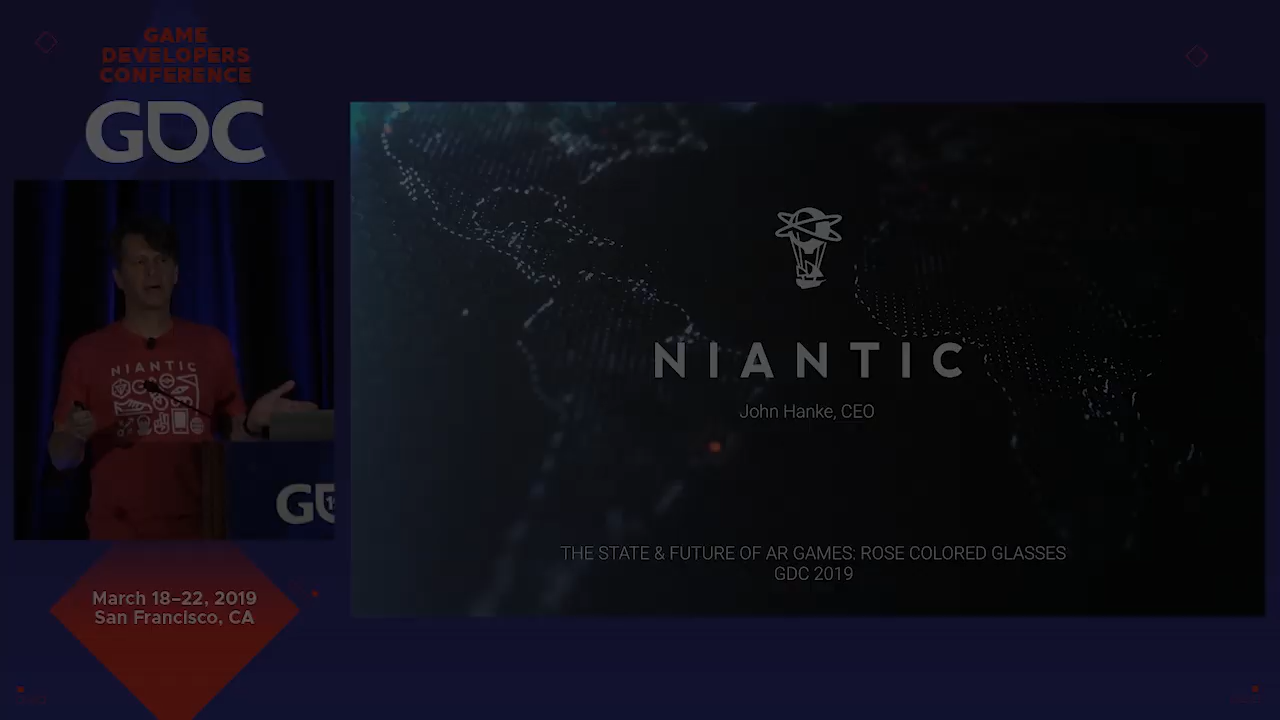 GAME
DEVELOPERS
CONFERENCE
GDC
NIANTIC
March 18–22, 2019
San Francisco, CA
NIANTIC
John Hanke, CEO
THE STATE & FUTURE OF AR GAMES: ROSE COLORED GLASSES
GDC 2019